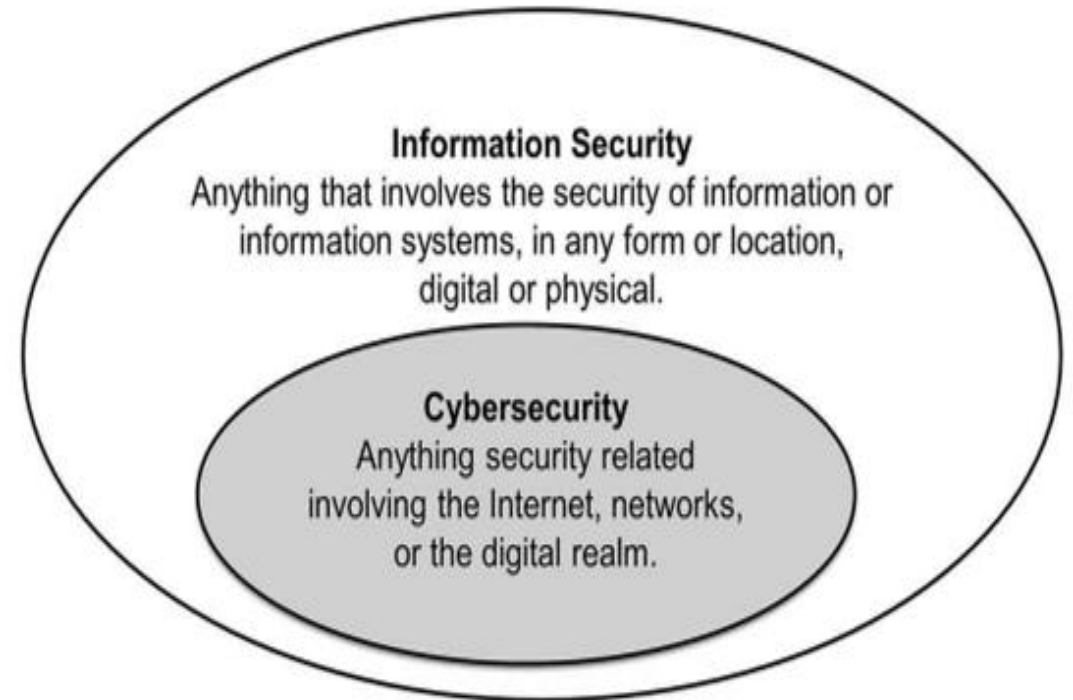 Information Security
Anything that involves the security of information or
information systems, in any form or location,
digital or physical.
Cybersecurity
Anything security related
involving the Internet, networks,
or the digital realm.